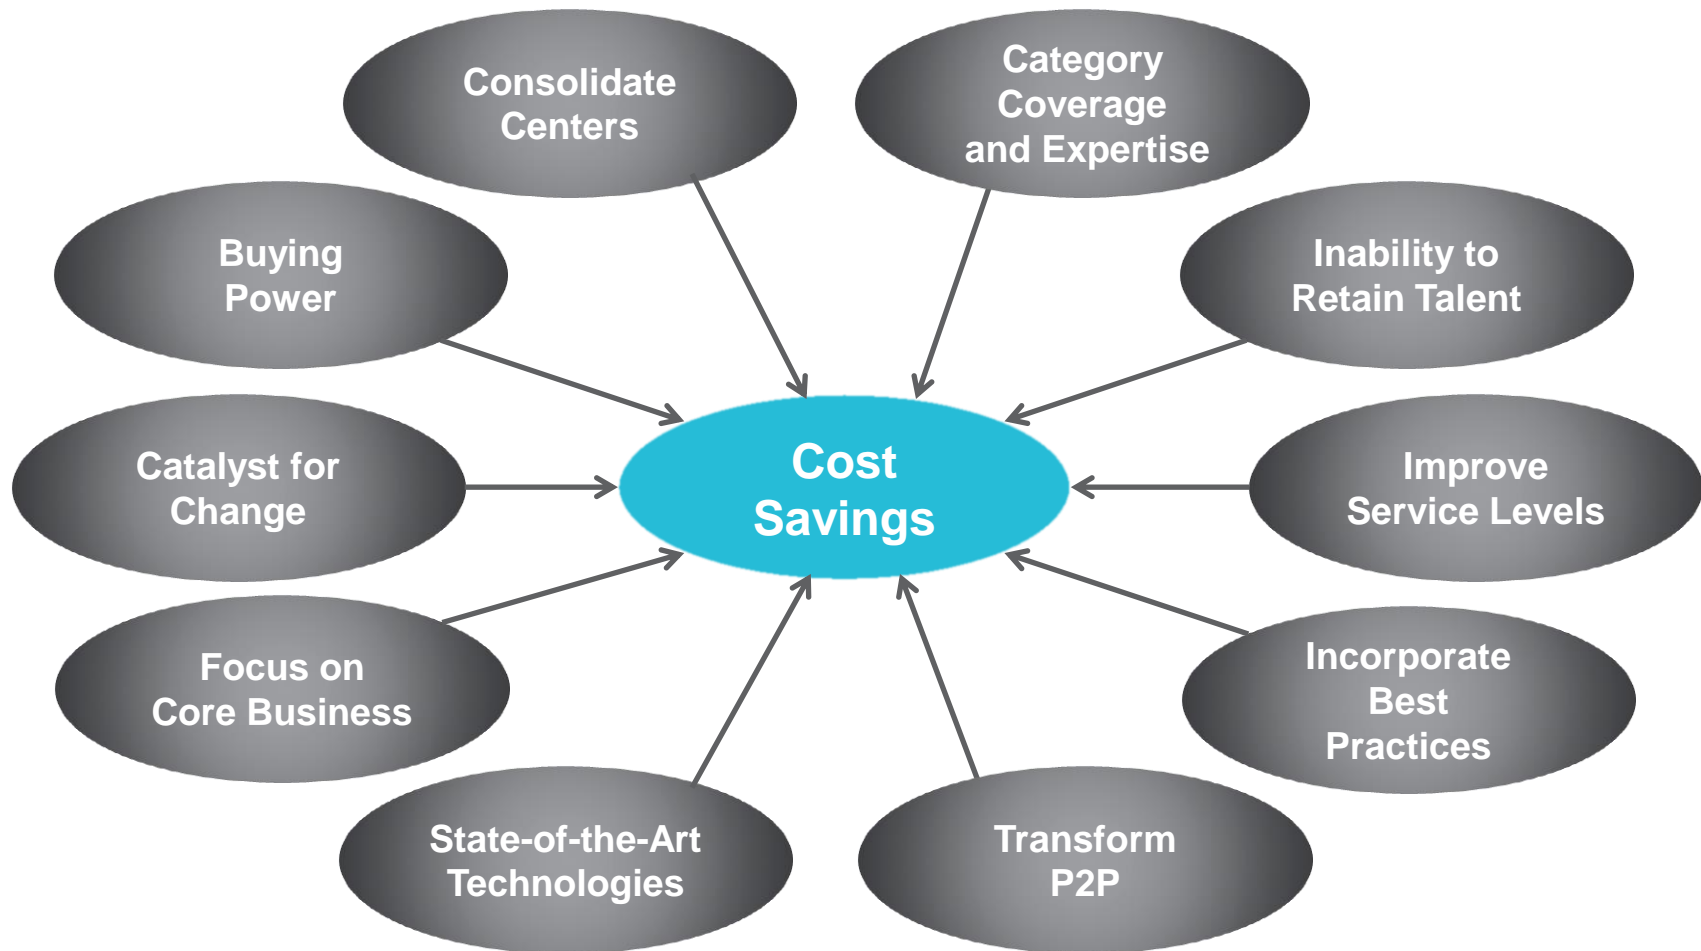 Consolidate
Centers
Category
Coverage
and Expertise
Buying
Power
Inability to
Retain Talent
Catalyst for
Change
Cost
Savings
Improve
Service Levels
Focus on
Core Business
Incorporate
Best
Practices
State-of-the-Art
Technologies
Transform
P2P